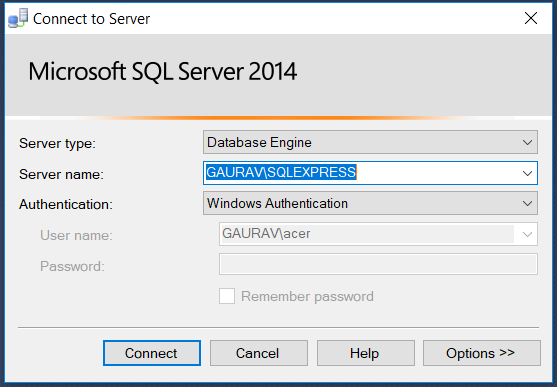 Connect to Server
Microsoft SQL Server 2014
Server type: Database Engine
Server name: GAURAV\SQLEXPRESS
Authentication: Windows Authentication
User name: GAURAV\acer
Password:
Remember password
Connect Cancel Help Options >>